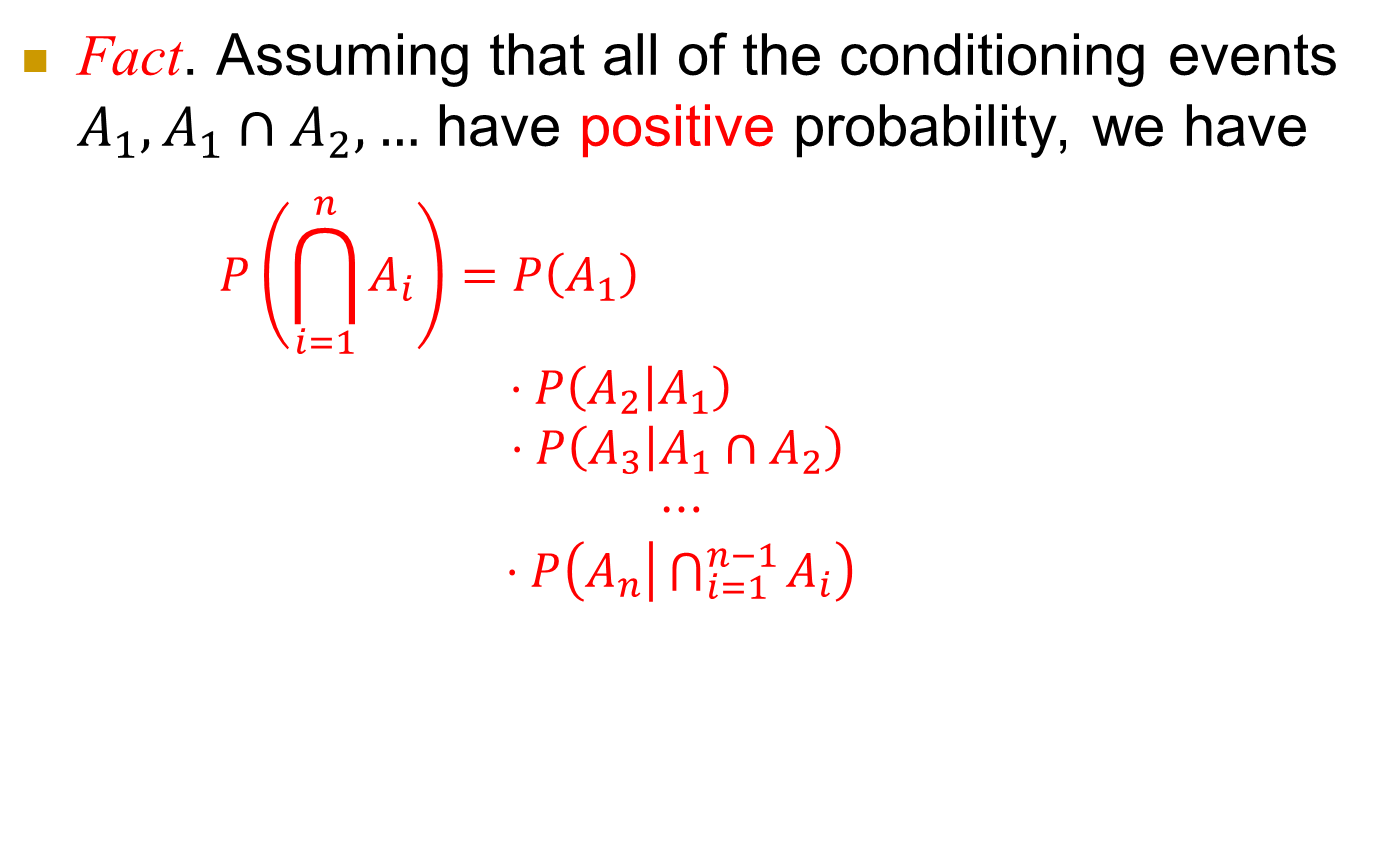 ■ Fact. Assuming that all of the conditioning events
A₁, A₁ ∩ A₂, … have positive probability, we have
P(⋂ᵢ₌₁ⁿ Aᵢ) = P(A₁)
· P(A₂|A₁)
· P(A₃|A₁ ∩ A₂)
⋯
· P(Aₙ| ∩ᵢ₌₁ⁿ⁻¹ Aᵢ)